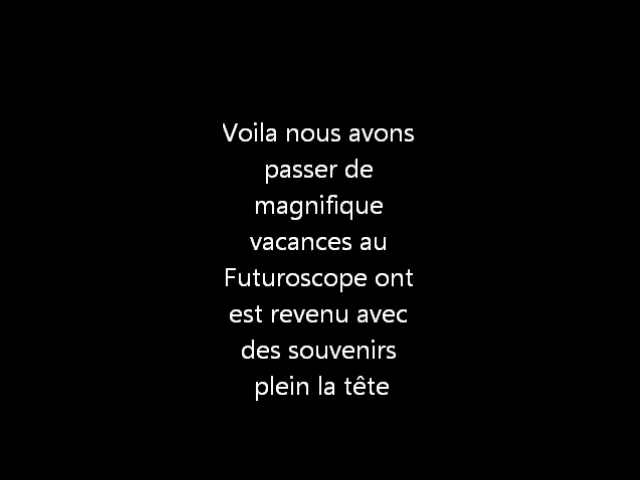 Voila nous avons
passer de
magnifique
vacances au
Futuroscope ont
est revenu avec
des souvenirs
plein la tête